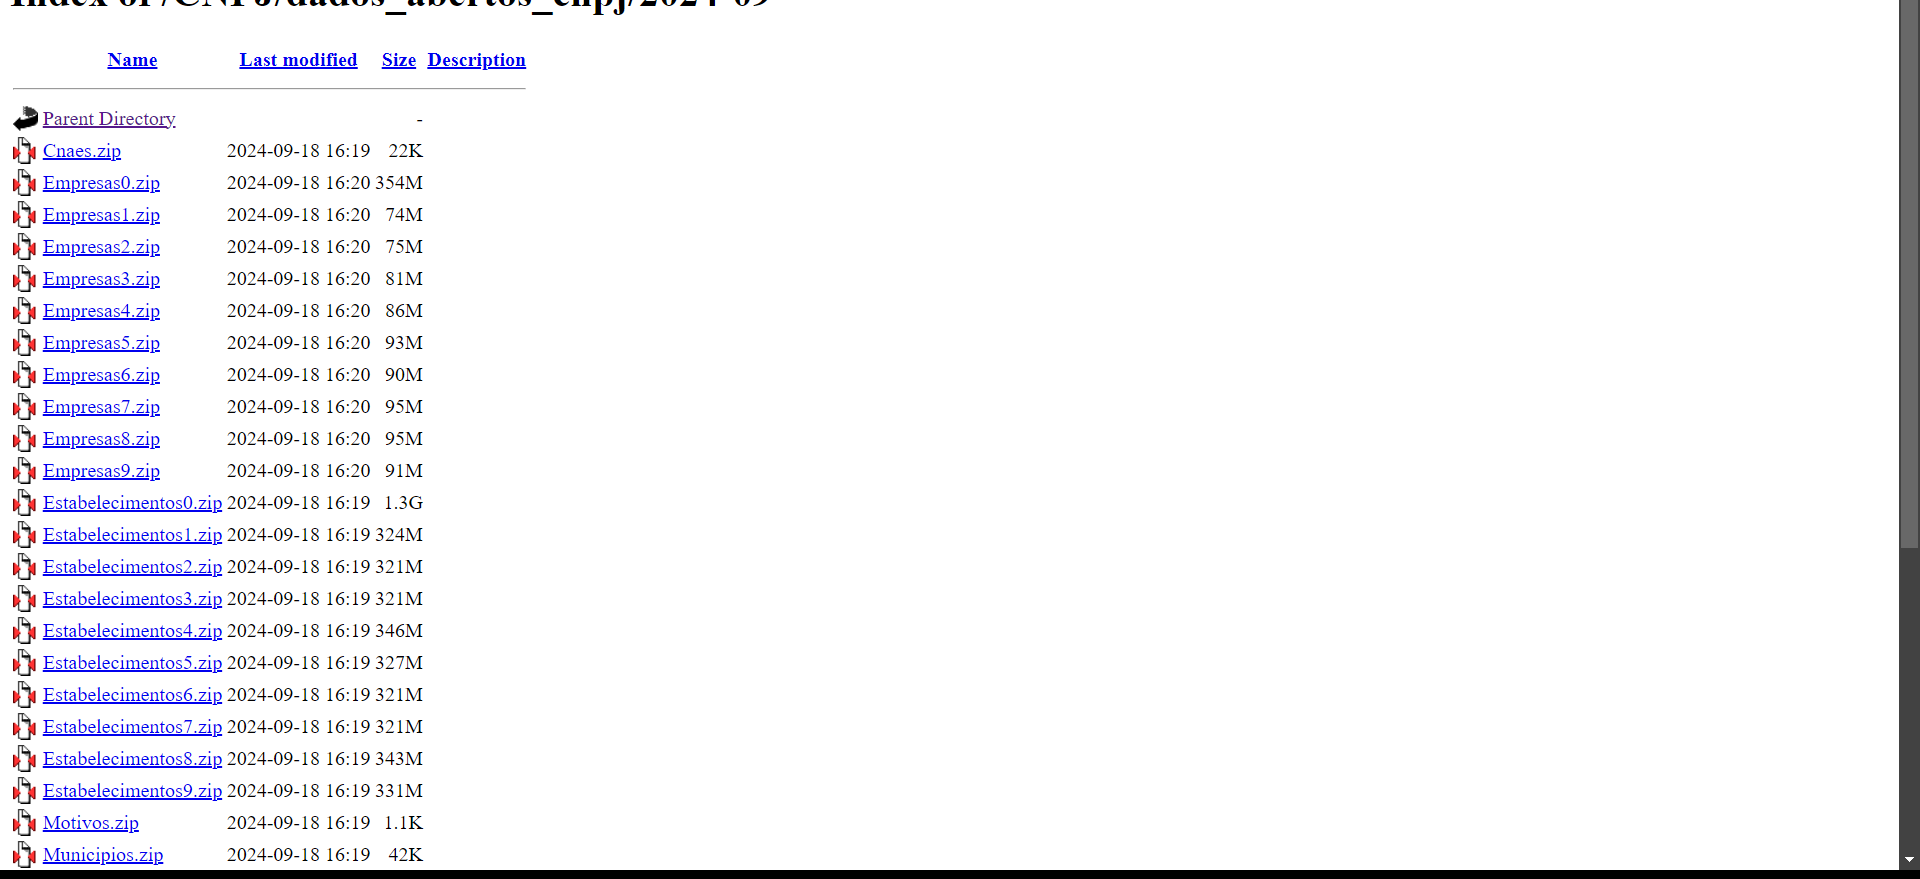 Index of /CNPJ/dados_abertos_cnpj/2024-09
Name Last modified Size Description
Parent Directory -
Cnaes.zip 2024-09-18 16:19 22K
Empresas0.zip 2024-09-18 16:20 354M
Empresas1.zip 2024-09-18 16:20 74M
Empresas2.zip 2024-09-18 16:20 75M
Empresas3.zip 2024-09-18 16:20 81M
Empresas4.zip 2024-09-18 16:20 86M
Empresas5.zip 2024-09-18 16:20 93M
Empresas6.zip 2024-09-18 16:20 90M
Empresas7.zip 2024-09-18 16:20 95M
Empresas8.zip 2024-09-18 16:20 95M
Empresas9.zip 2024-09-18 16:20 91M
Estabelecimentos0.zip 2024-09-18 16:19 1.3G
Estabelecimentos1.zip 2024-09-18 16:19 324M
Estabelecimentos2.zip 2024-09-18 16:19 321M
Estabelecimentos3.zip 2024-09-18 16:19 321M
Estabelecimentos4.zip 2024-09-18 16:19 346M
Estabelecimentos5.zip 2024-09-18 16:19 327M
Estabelecimentos6.zip 2024-09-18 16:19 321M
Estabelecimentos7.zip 2024-09-18 16:19 321M
Estabelecimentos8.zip 2024-09-18 16:19 343M
Estabelecimentos9.zip 2024-09-18 16:19 331M
Motivos.zip 2024-09-18 16:19 1.1K
Municipios.zip 2024-09-18 16:19 42K